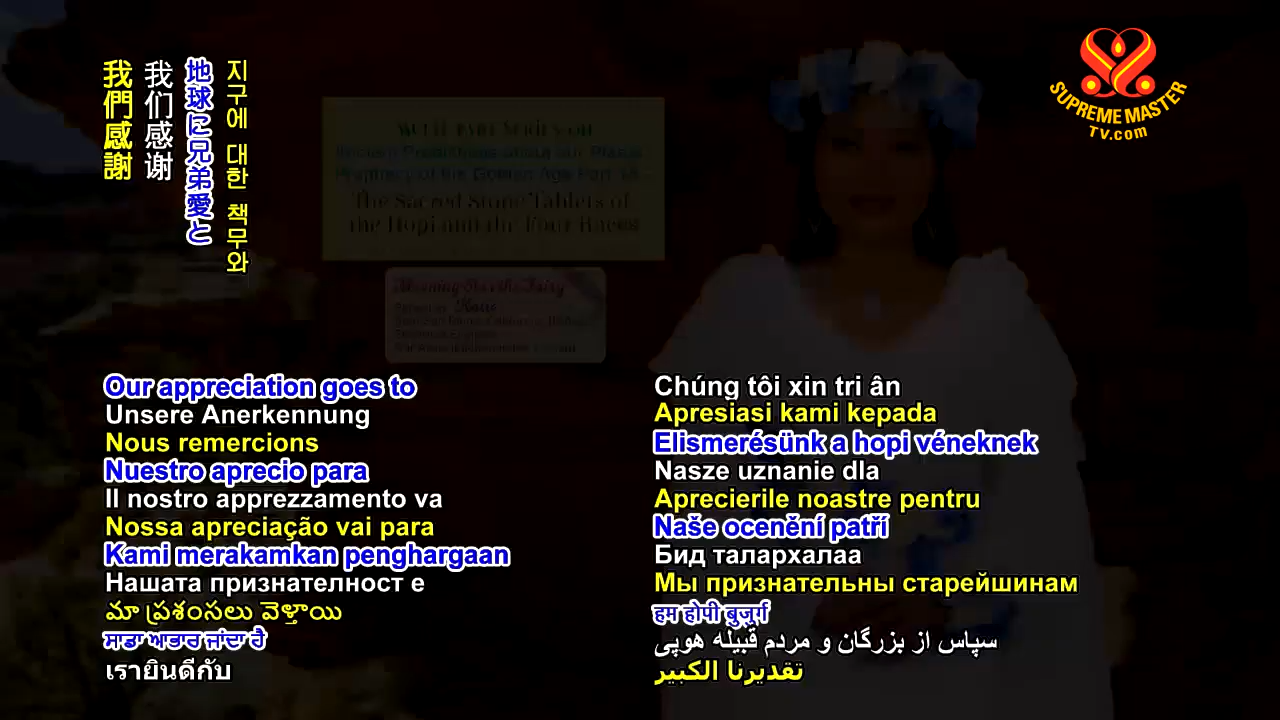 我們感謝
我们感谢
地球に兄弟愛と
지구에 대한 책무와
SUPREME MASTER
TV.com
The Sacred Stone Tablets of
the Hopi and the Four Races
Our appreciation goes to
Unsere Anerkennung
Nous remercions
Nuestro aprecio para
Il nostro apprezzamento va
Nossa apreciação vai para
Kami merakamkan penghargaan
Нашата признателност е
మా ప్రశంసలు వెళ్తాయి
ਸਾਡਾ ਆਭਾਰ ਜਾਂਦਾ ਹੈ
เรายินดีกับ
Chúng tôi xin tri ân
Apresiasi kami kepada
Elismerésünk a hopi véneknek
Nasze uznanie dla
Aprecierile noastre pentru
Naše ocenění patří
Бид талархалаа
Мы признательны старейшинам
हम होपी बुजुर्ग
سپاس از بزرگان و مردم قبیله هوپی
تقديرنا الكبير